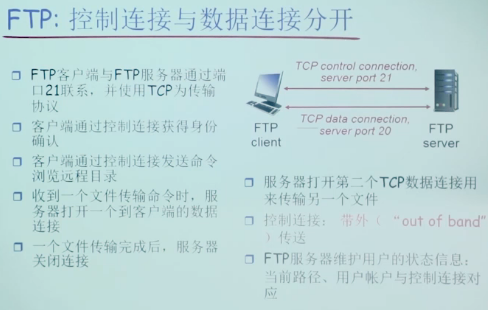 FTP: 控制连接与数据连接分开
FTP客户端与FTP服务器通过端
口21联系，并使用TCP为传输
协议
客户端通过控制连接获得身份
确认
客户端通过控制连接发送命令
浏览远程目录
收到一个文件传输命令时，服
务器打开一个到客户端的数据
连接
一个文件传输完成后，服务器
关闭连接
TCP control connection,
server port 21
TCP data connection,
server port 20
FTP
client
FTP
server
服务器打开第二个TCP数据连接用
来传输另一个文件
控制连接： 带外（ “out of band”
）传送
FTP服务器维护用户的状态信息：
当前路径、用户帐户与控制连接对
应